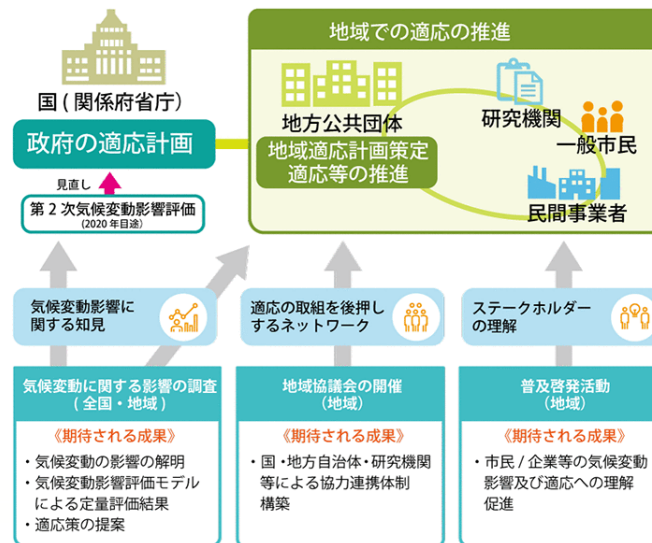 地域での適応の推進
国(関係府省庁)
政府の適応計画
見直し
第2次気候変動影響評価
(2020年目途)
地方公共団体
地域適応計画策定
適応等の推進
研究機関
一般市民
民間事業者
気候変動影響に
関する知見
適応の取組を後押し
するネットワーク
ステークホルダー
の理解
気候変動に関する影響の調査
(全国・地域)
《期待される成果》
・気候変動の影響の解明
・気候変動影響評価モデル
による定量評価結果
・適応策の提案
地域協議会の開催
(地域)
《期待される成果》
・国・地方自治体・研究機関
等による協力連携体制
構築
普及啓発活動
(地域)
《期待される成果》
・市民/企業等の気候変動
影響及び適応への理解
促進